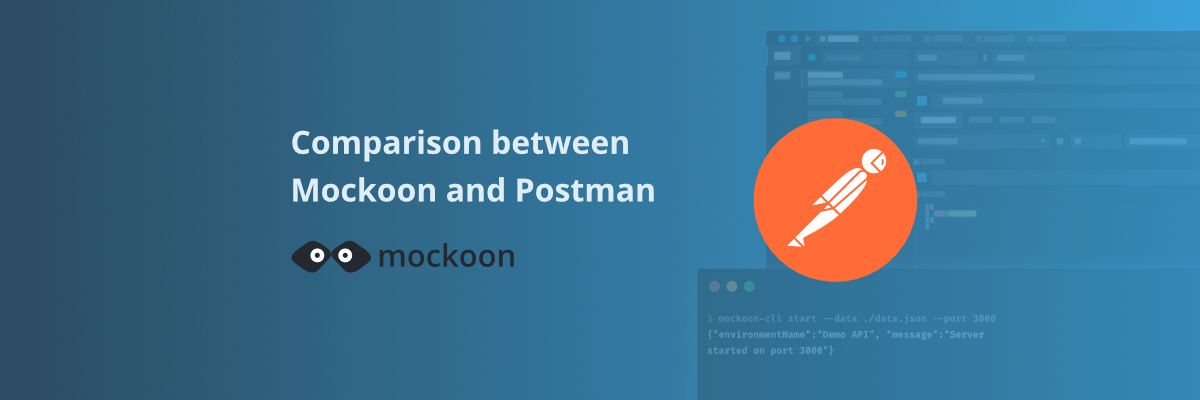 Comparison between
Mockoon and Postman
mockoon
$ mockoon-cli start --data ./data.json --port 3000
{"environmentName":"Demo API", "message":"Server
started on port 3000"}